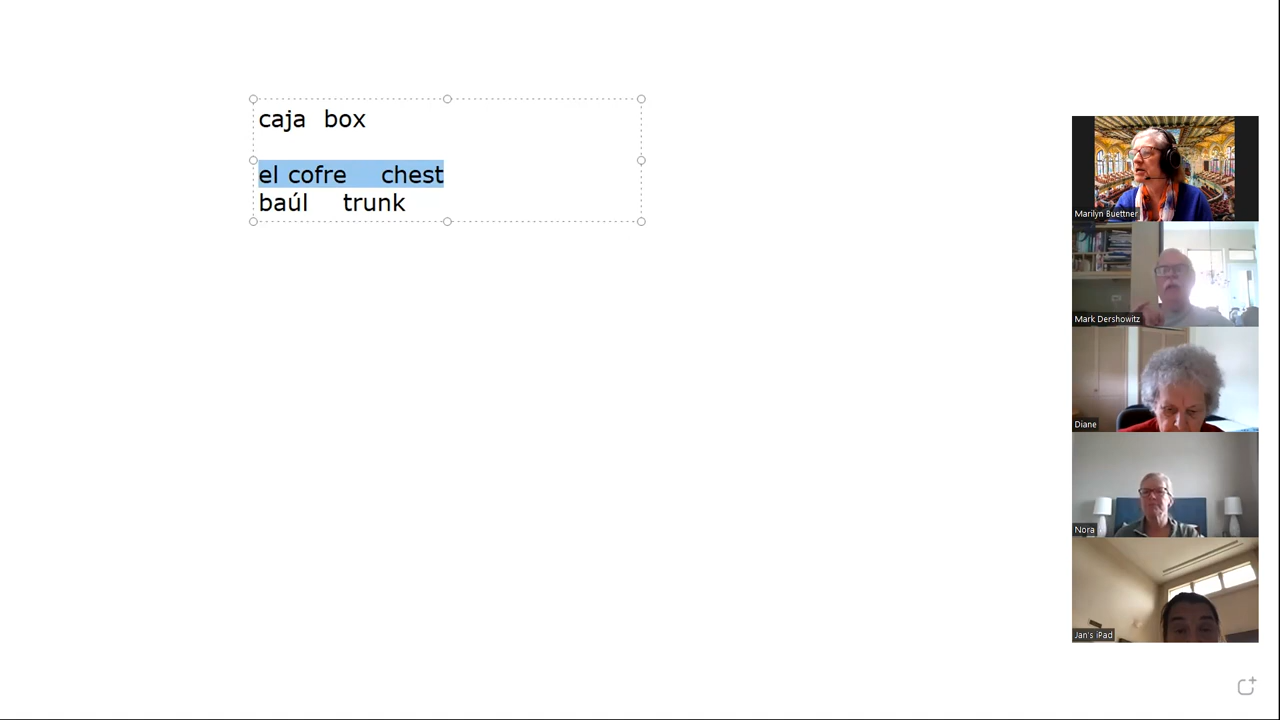 caja box
el cofre chest
baúl trunk
Marilyn Buettner
Mark Dershowitz
Diane
Nora
Jan's iPad